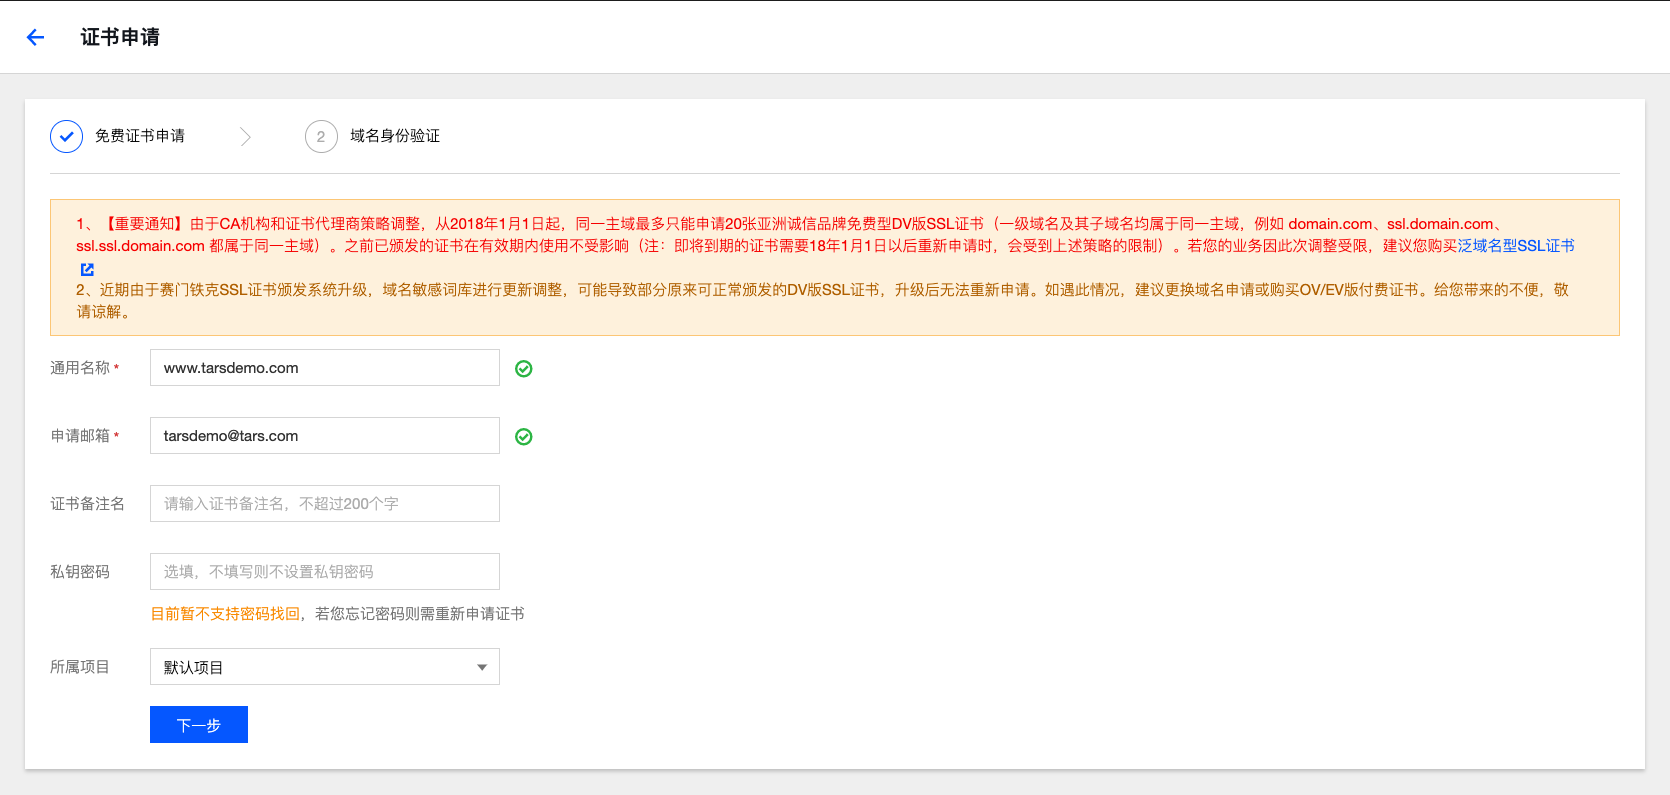 证书申请
免费证书申请
2 域名身份验证
1、【重要通知】由于CA机构和证书代理商策略调整，从2018年1月1日起，同一主域最多只能申请20张亚洲诚信品牌免费型DV版SSL证书（一级域名及其子域名均属于同一主域，例如 domain.com、ssl.domain.com、
ssl.ssl.domain.com 都属于同一主域）。之前已颁发的证书在有效期内使用不受影响（注：即将到期的证书需要18年1月1日以后重新申请时，会受到上述策略的限制）。若您的业务因此次调整受限，建议您购买泛域名型SSL证书
2、近期由于赛门铁克SSL证书颁发系统升级，域名敏感词库进行更新调整，可能导致部分原来可正常颁发的DV版SSL证书，升级后无法重新申请。如遇此情况，建议更换域名申请或购买OV/EV版付费证书。给您带来的不便，敬
请谅解。
通用名称 * www.tarsdemo.com
申请邮箱 * tarsdemo@tars.com
证书备注名 请输入证书备注名，不超过200个字
私钥密码 选填，不填写则不设置私钥密码
目前暂不支持密码找回，若您忘记密码则需重新申请证书
所属项目 默认项目
下一步